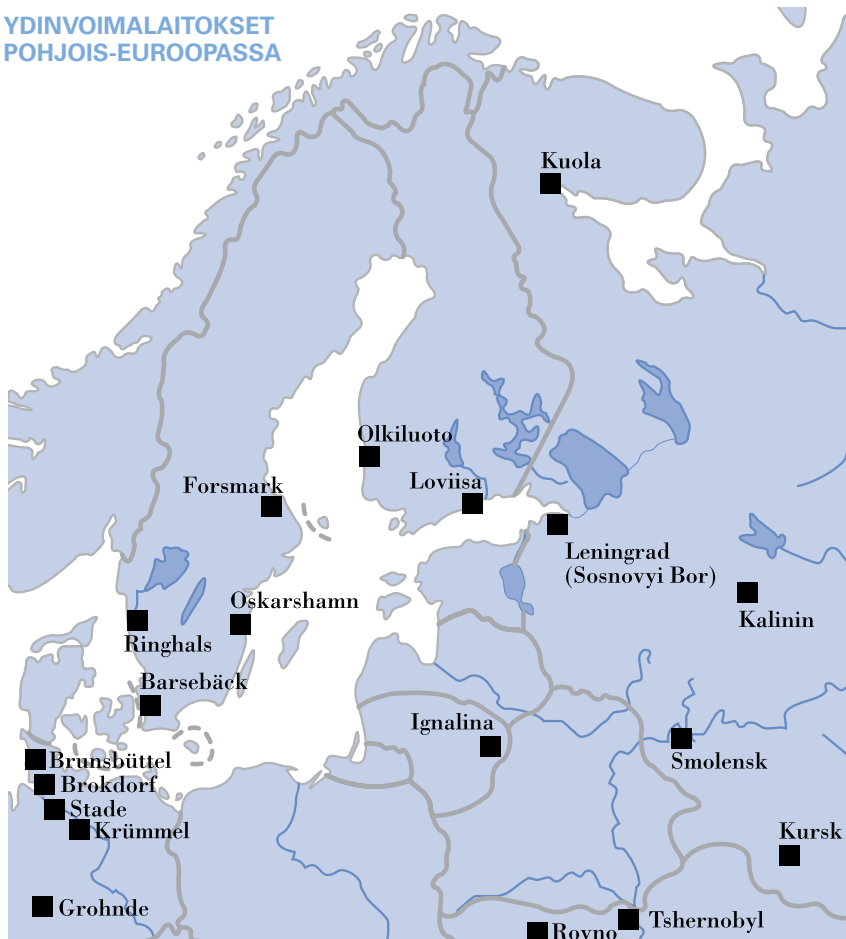 YDINVOIMALAITOKSET
POHJOIS-EUROOPASSA
Kuola
Olkiluoto
Loviisa
Forsmark
Leningrad
(Sosnovyi Bor)
Kalinin
Oskarshamn
Ringhals
Barsebäck
Ignalina
Smolensk
Brunsbüttel
Brokdorf
Stade
Krümmel
Kursk
Grohnde
Tshernobyl
Rovno